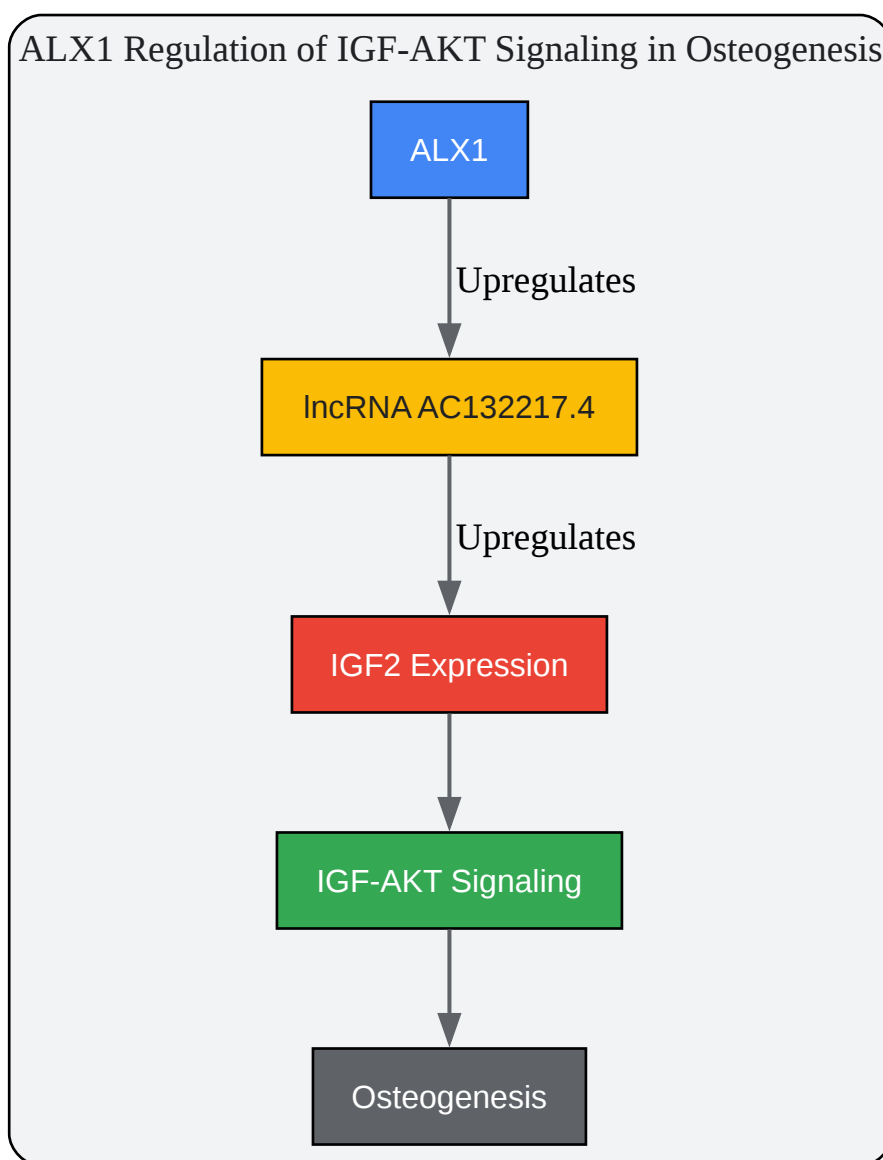 ALX1 Regulation of IGF-AKT Signaling in Osteogenesis
ALX1
Upregulates
lncRNA AC132217.4
Upregulates
IGF2 Expression
IGF-AKT Signaling
Osteogenesis